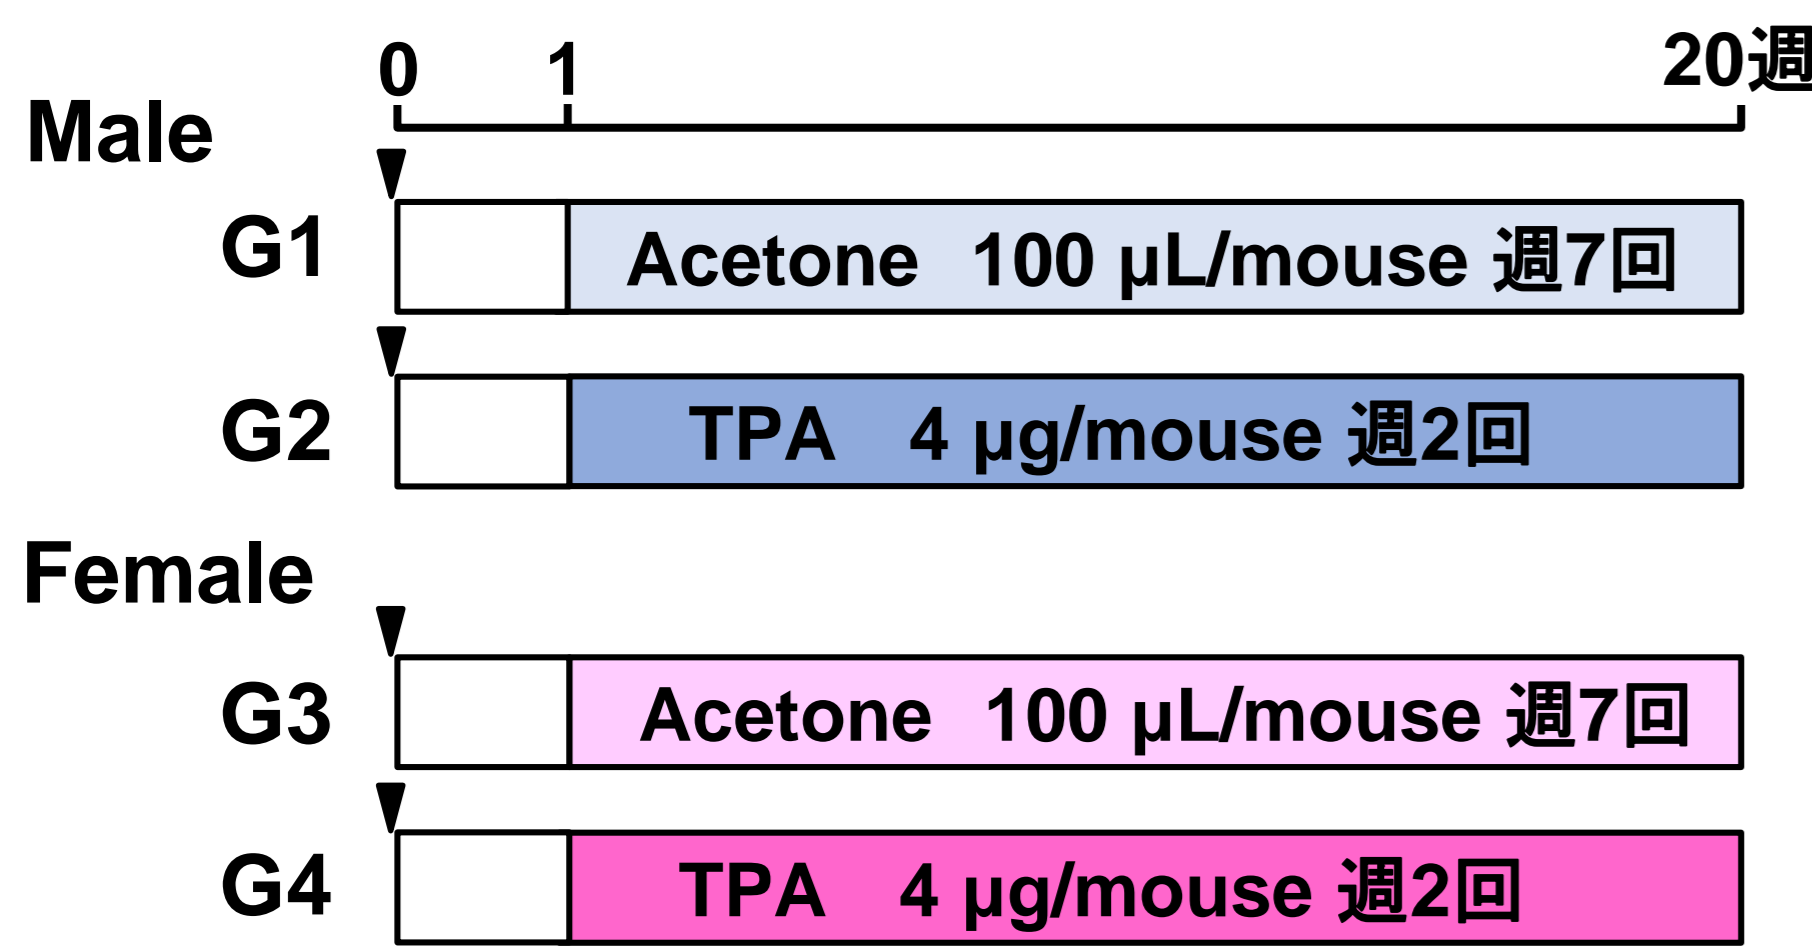 0 1 20週
Male
G1 Acetone 100 µL/mouse 週7回
G2 TPA 4 µg/mouse 週2回
Female
G3 Acetone 100 µL/mouse 週7回
G4 TPA 4 µg/mouse 週2回